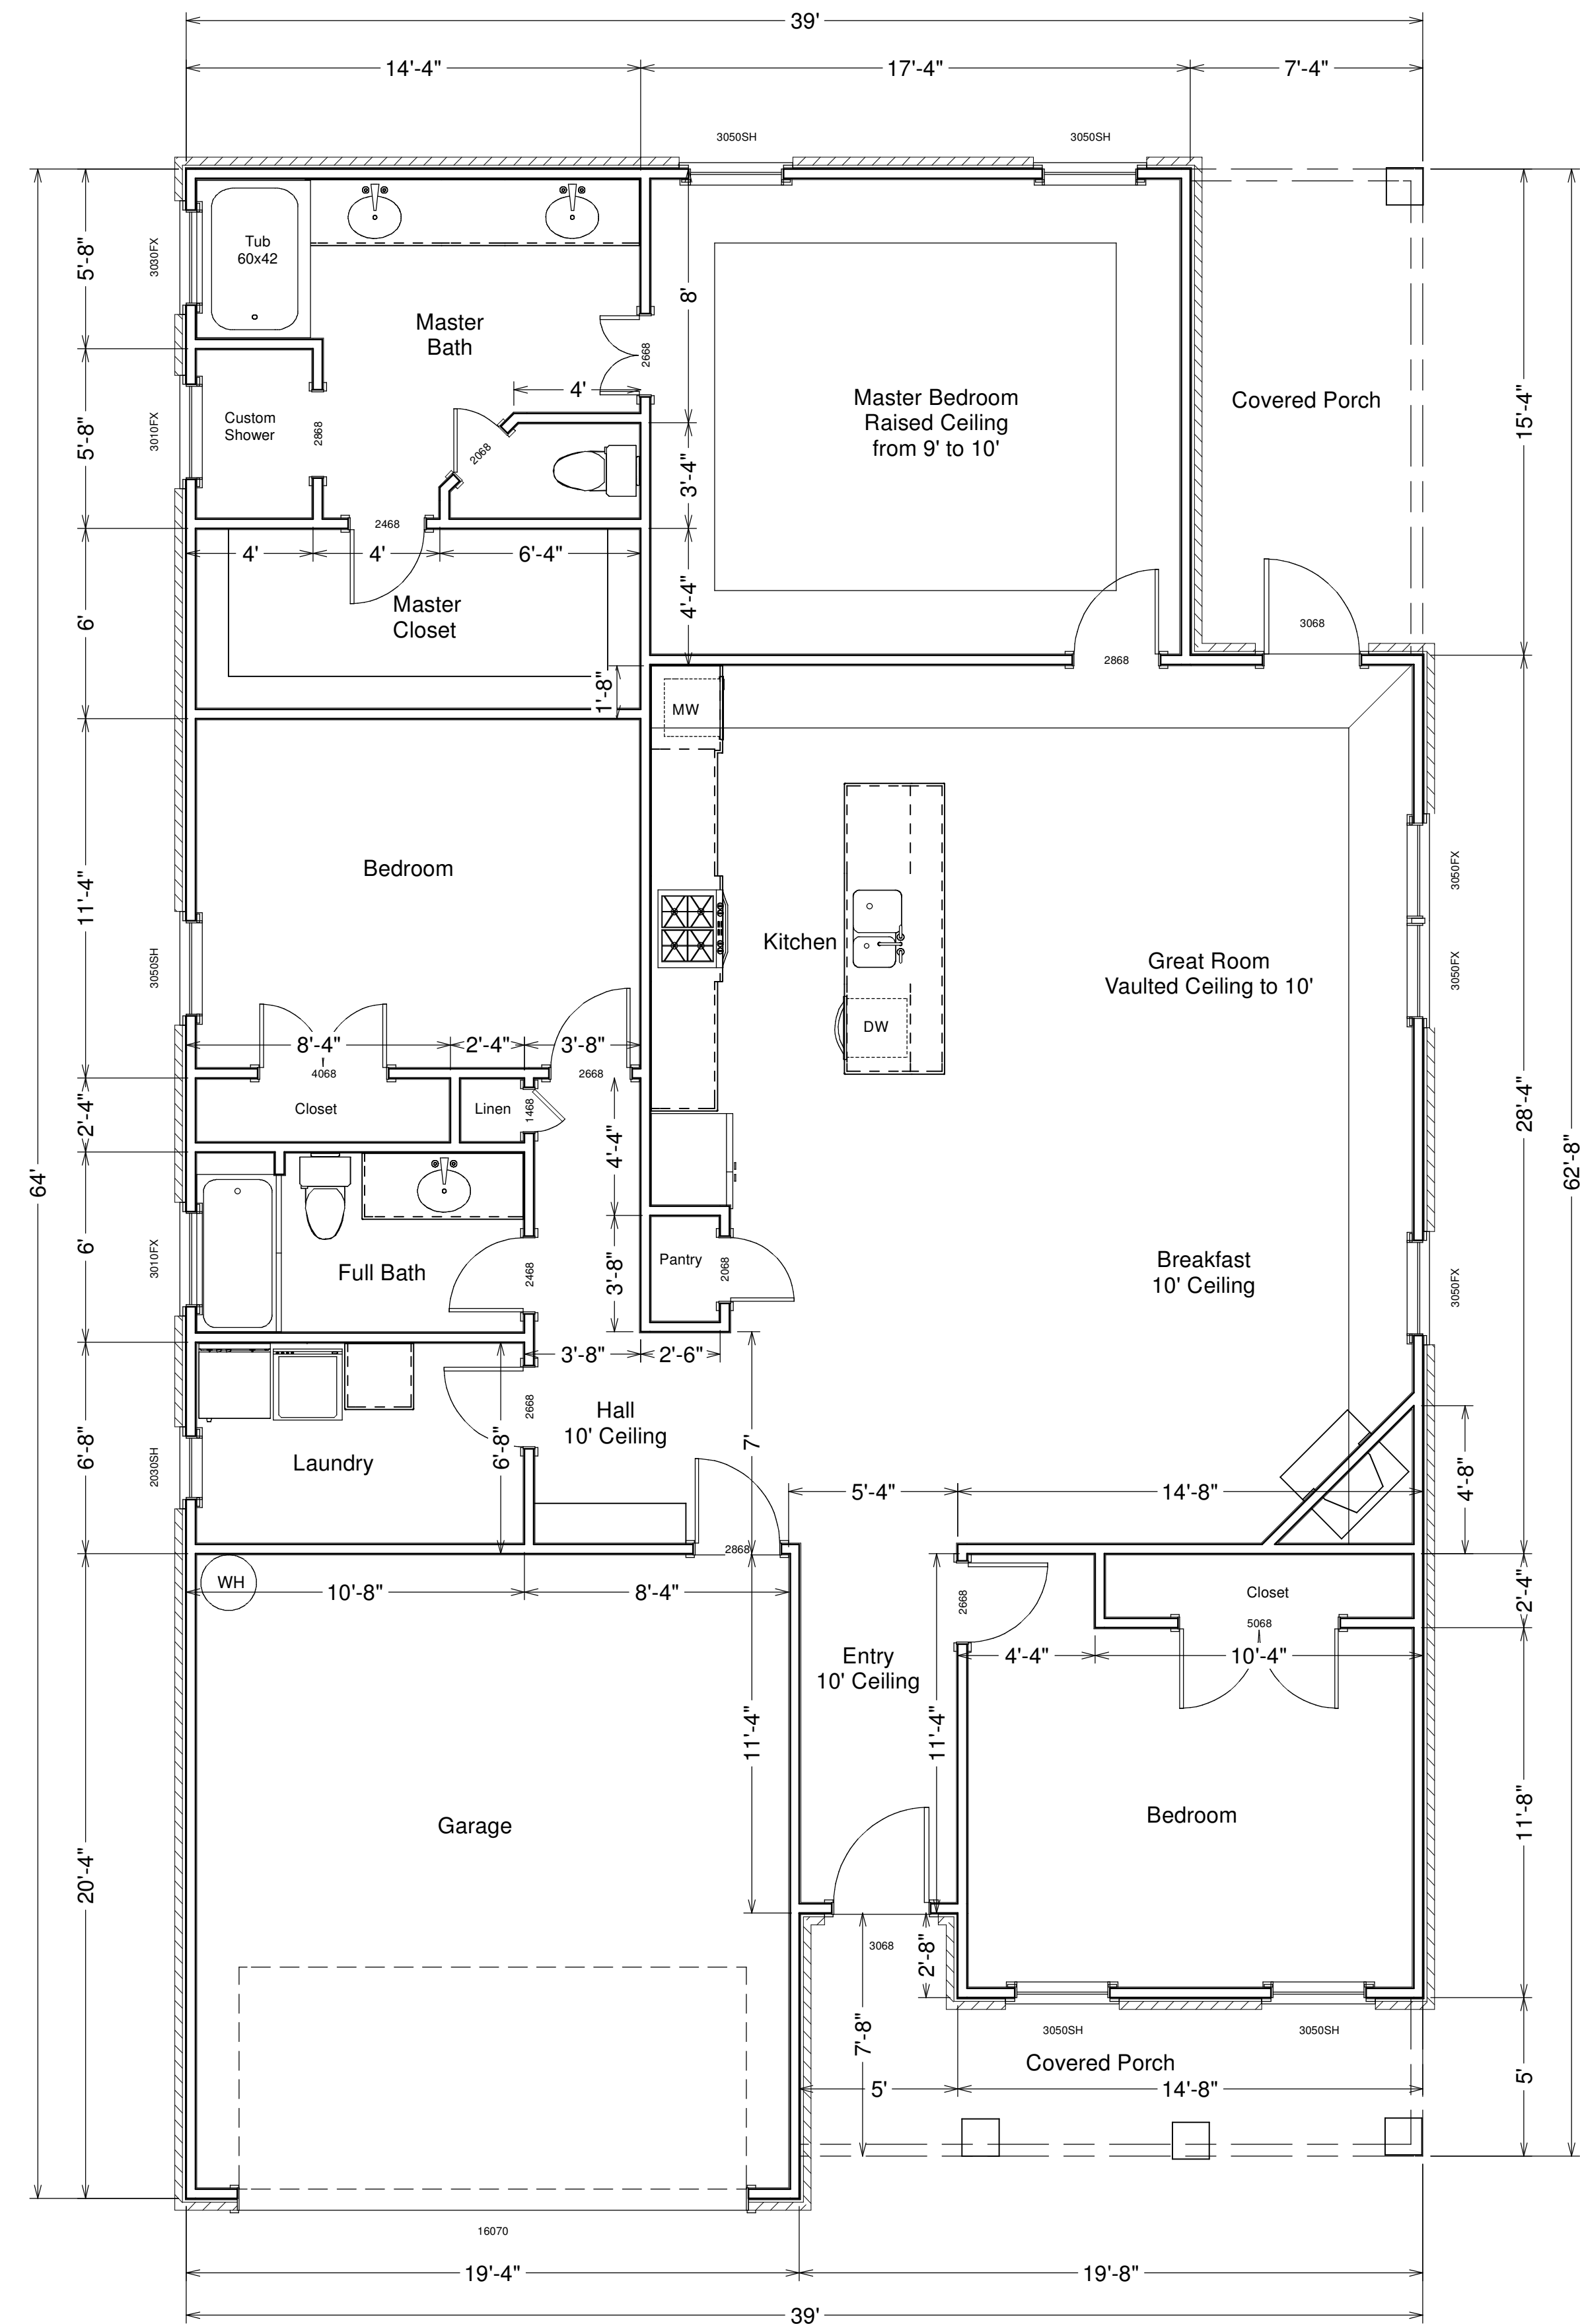 39'
14'-4"
17'-4"
7'-4"
3050SH
3050SH
Tub
60x42
3030FX
5'-8"
8'
Master
Bath
2668
4'
Master Bedroom
Raised Ceiling
from 9' to 10'
Covered Porch
15'-4"
Custom
Shower
3010FX
5'-8"
2868
2068
3'-4"
2468
4'
4'
6'-4"
Master
Closet
6'
4'-4"
3068
2868
1'-8"
MW
Bedroom
11'-4"
3050SH
Kitchen
Great Room
Vaulted Ceiling to 10'
3050FX
3050FX
DW
8'-4"
2'-4"
3'-8"
4068
2668
Closet
Linen
1468
2'-4"
4'-4"
28'-4"
64'
62'-8"
6'
3010FX
Full Bath
2468
3'-8"
Pantry
2068
Breakfast
10' Ceiling
3050FX
3'-8"
2'-6"
2668
Hall
10' Ceiling
7'
6'-8"
2030SH
Laundry
6'-8"
5'-4"
14'-8"
4'-8"
2868
WH
10'-8"
8'-4"
2668
Closet
5068
2'-4"
Entry
10' Ceiling
4'-4"
10'-4"
11'-4"
11'-4"
Garage
Bedroom
11'-8"
20'-4"
3068
2'-8"
7'-8"
3050SH
3050SH
Covered Porch
5'
14'-8"
5'
16070
19'-4"
19'-8"
39'